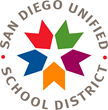 SAN DIEGO UNIFIED
• SCHOOL DISTRICT •